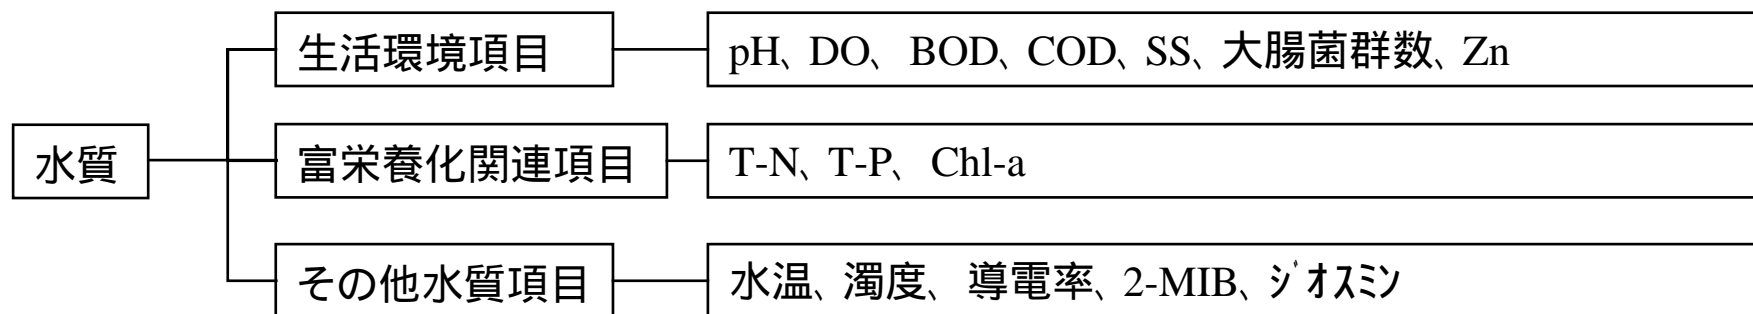 生活環境項目
pH、DO、BOD、COD、SS、大腸菌群数、Zn
水質
富栄養化関連項目
T-N、T-P、Chl-a
その他水質項目
水温、濁度、導電率、2-MIB、ｼﾞｵｽﾐﾝ